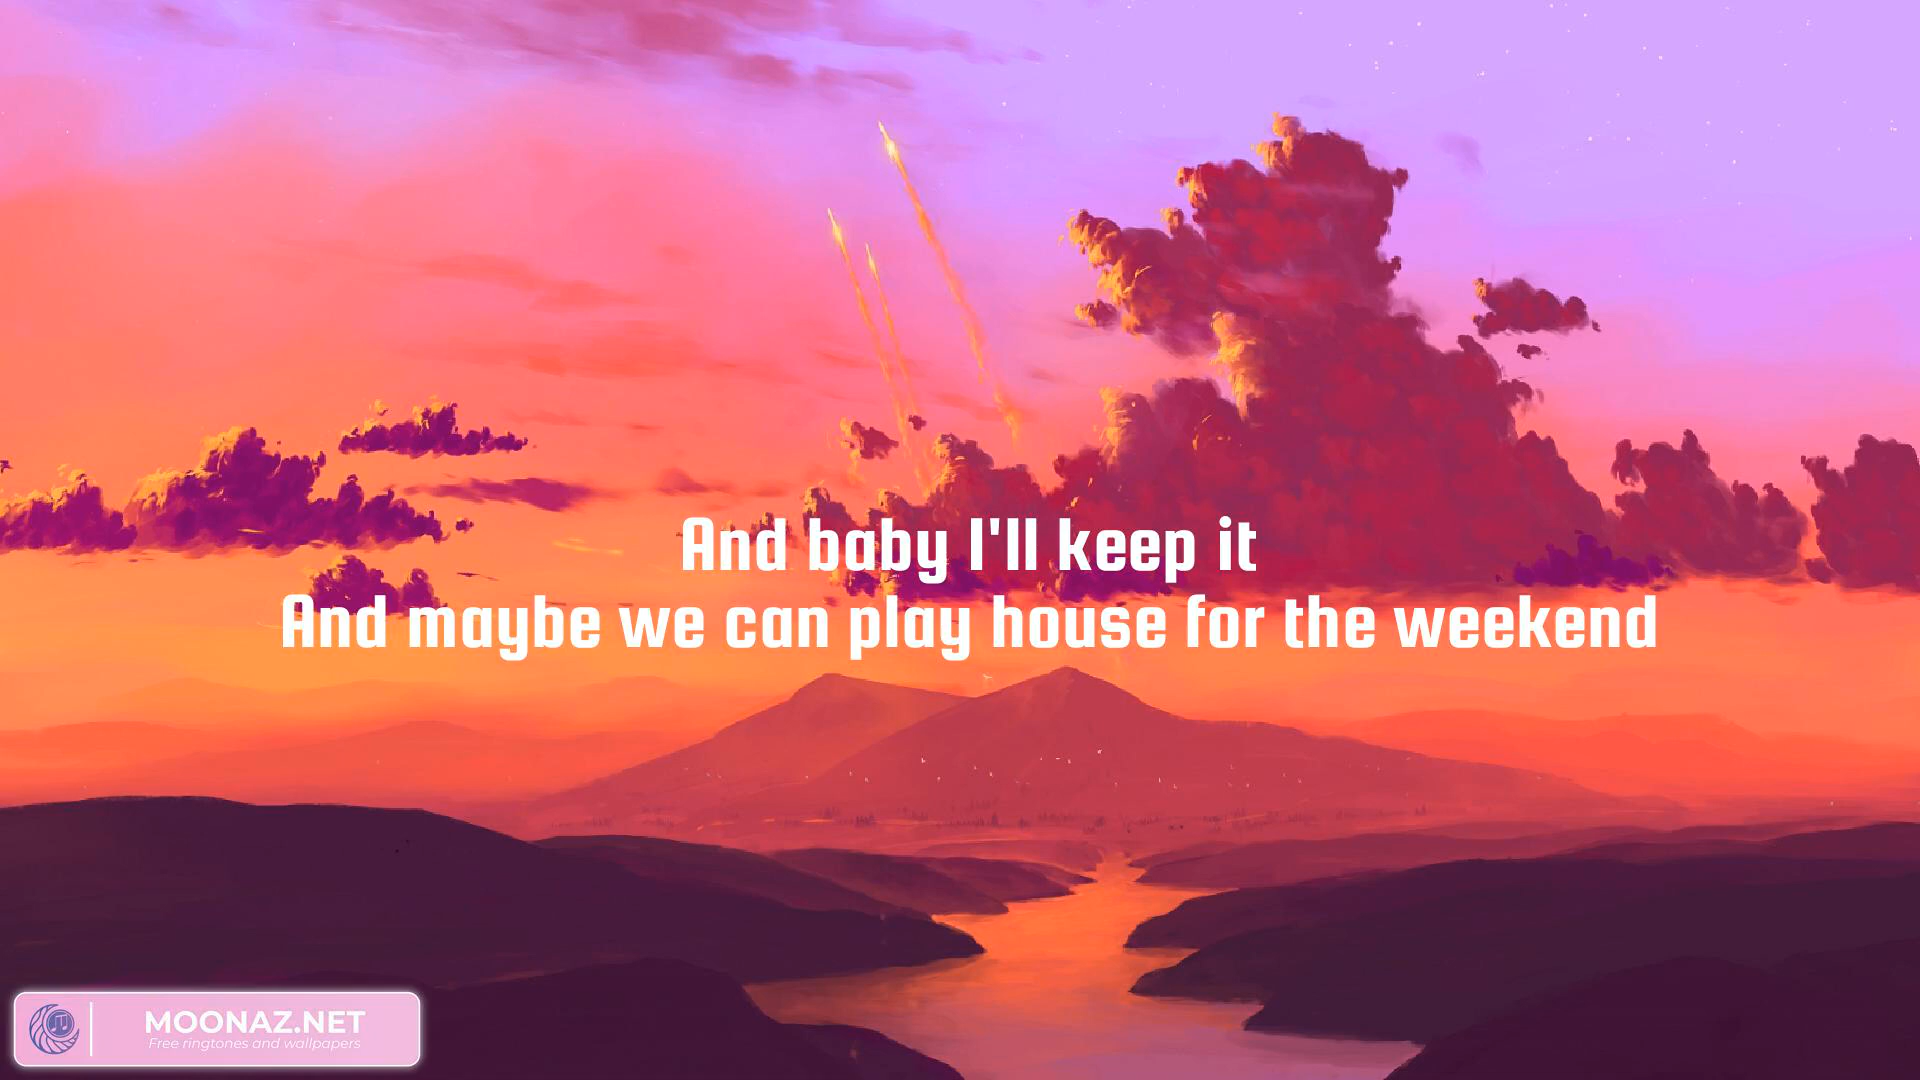 And baby I'll keep it
And maybe we can play house for the weekend
MOONAZ.NET
Free ringtones and wallpapers